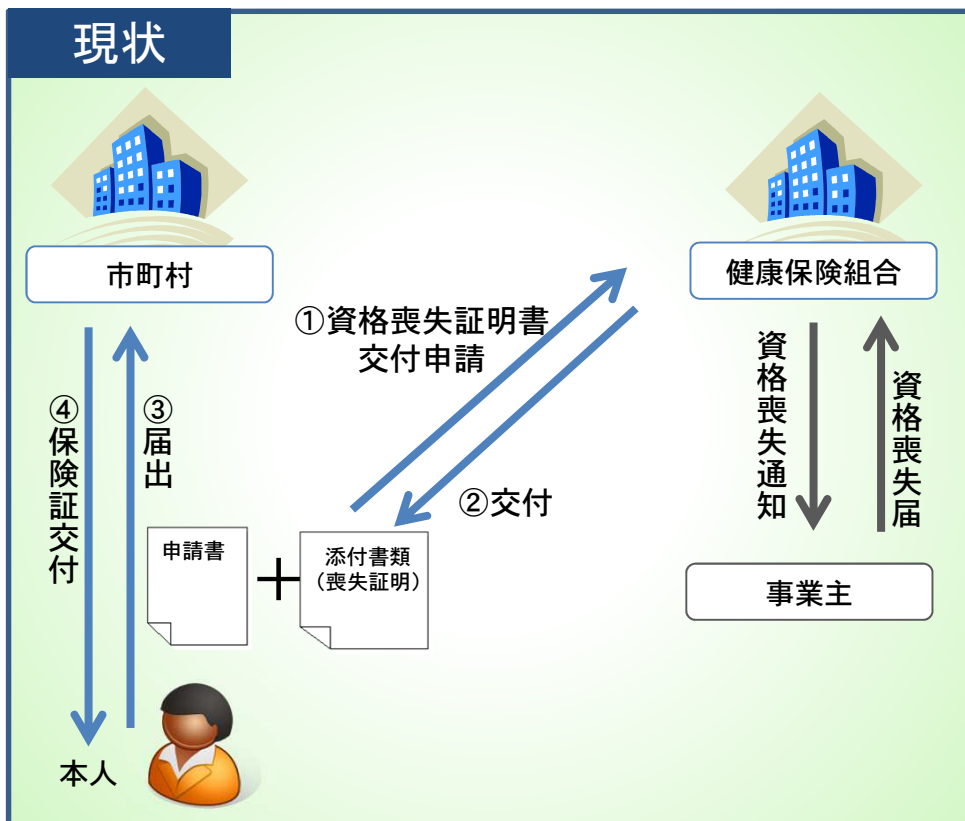 現状
市町村
健康保険組合
①資格喪失証明書
交付申請
②交付
③届出
④保険証交付
資格喪失通知
資格喪失届
申請書
＋
添付書類
（喪失証明）
事業主
本人